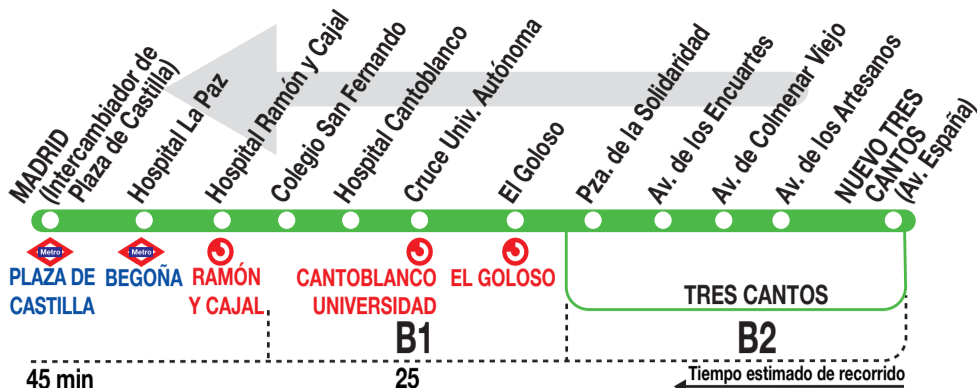 MADRID
(Intercambiador de
Plaza de Castilla)
Hospital La Paz
Hospital Ramón y Cajal
Colegio San Fernando
Hospital Cantoblanco
Cruce Univ. Autónoma
El Goloso
Pza. de la Solidaridad
Av. de los Encuartes
Av. de Colmenar Viejo
Av. de los Artesanos
NUEVO TRES
CANTOS
(Av. España)
Metro
PLAZA DE
CASTILLA
Metro
BEGOÑA
RAMÓN
Y CAJAL
CANTOBLANCO
UNIVERSIDAD
EL GOLOSO
TRES CANTOS
B1
B2
45 min
25
Tiempo estimado de recorrido